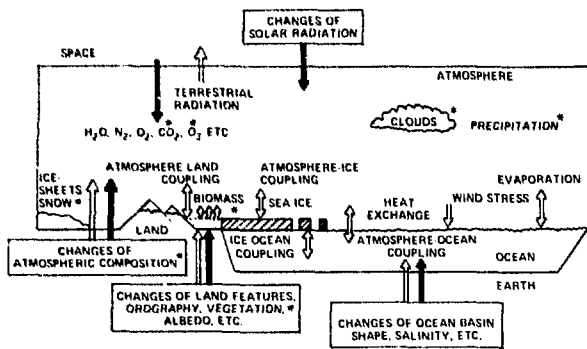 CHANGES OF
SOLAR RADIATION
SPACE
ATMOSPHERE
TERRESTRIAL
RADIATION
H₂O, N₂, O₂, CO₂*, O₃* ETC
CLOUDS*
PRECIPITATION*
ICE-
SHEETS
SNOW*
ATMOSPHERE LAND
COUPLING
BIOMASS
*
ATMOSPHERE-ICE
COUPLING
SEA ICE
HEAT
EXCHANGE
WIND STRESS
EVAPORATION
LAND
ICE OCEAN
COUPLING
ATMOSPHERE-OCEAN
COUPLING
OCEAN
EARTH
CHANGES OF
ATMOSPHERIC COMPOSITION*
CHANGES OF LAND FEATURES,
OROGRAPHY, VEGETATION,*
ALBEDO, ETC.
CHANGES OF OCEAN BASIN
SHAPE, SALINITY, ETC.